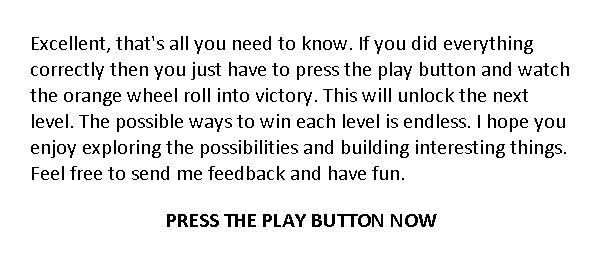 Excellent, that's all you need to know. If you did everything
correctly then you just have to press the play button and watch
the orange wheel roll into victory. This will unlock the next
level. The possible ways to win each level is endless. I hope you
enjoy exploring the possibilities and building interesting things.
Feel free to send me feedback and have fun.
PRESS THE PLAY BUTTON NOW